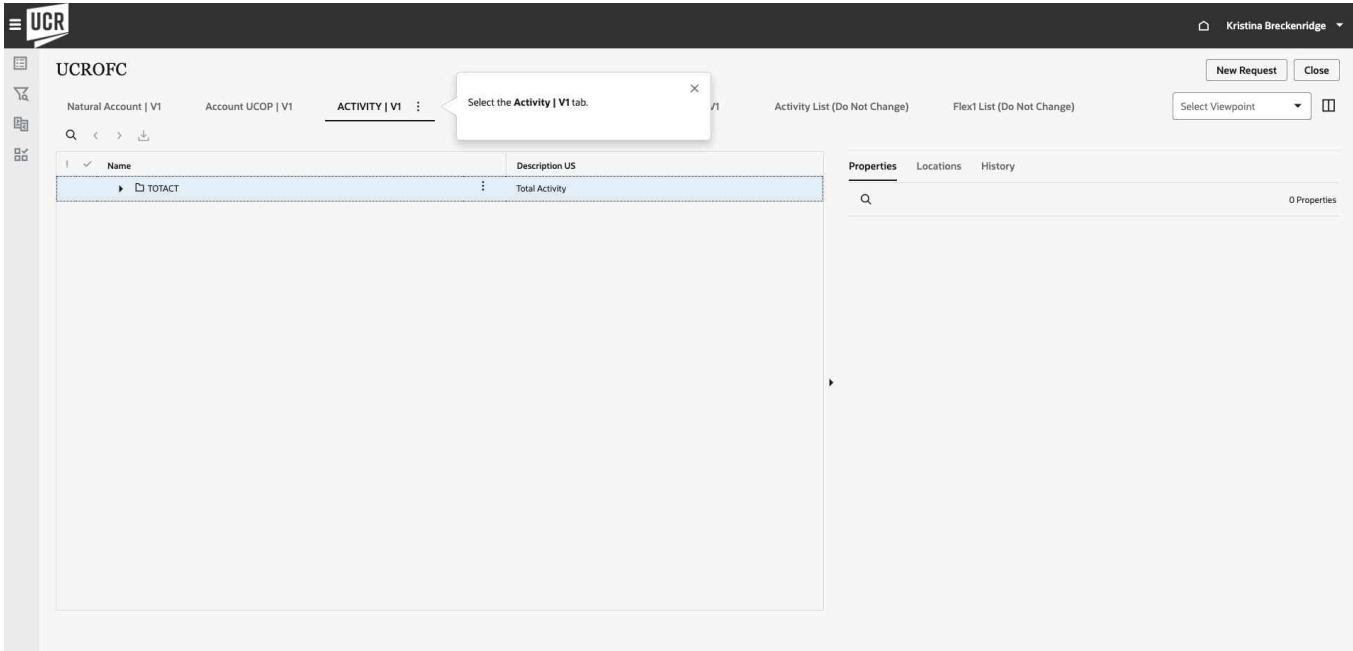 UCR
Kristina Breckenridge
UCROFC
New Request
Close
Natural Account | V1
Account UCOP | V1
ACTIVITY | V1
Select the Activity | V1 tab.
/1
Activity List (Do Not Change)
Flex1 List (Do Not Change)
Select Viewpoint
Name
Description US
TOTACT
Total Activity
Properties
Locations
History
0 Properties